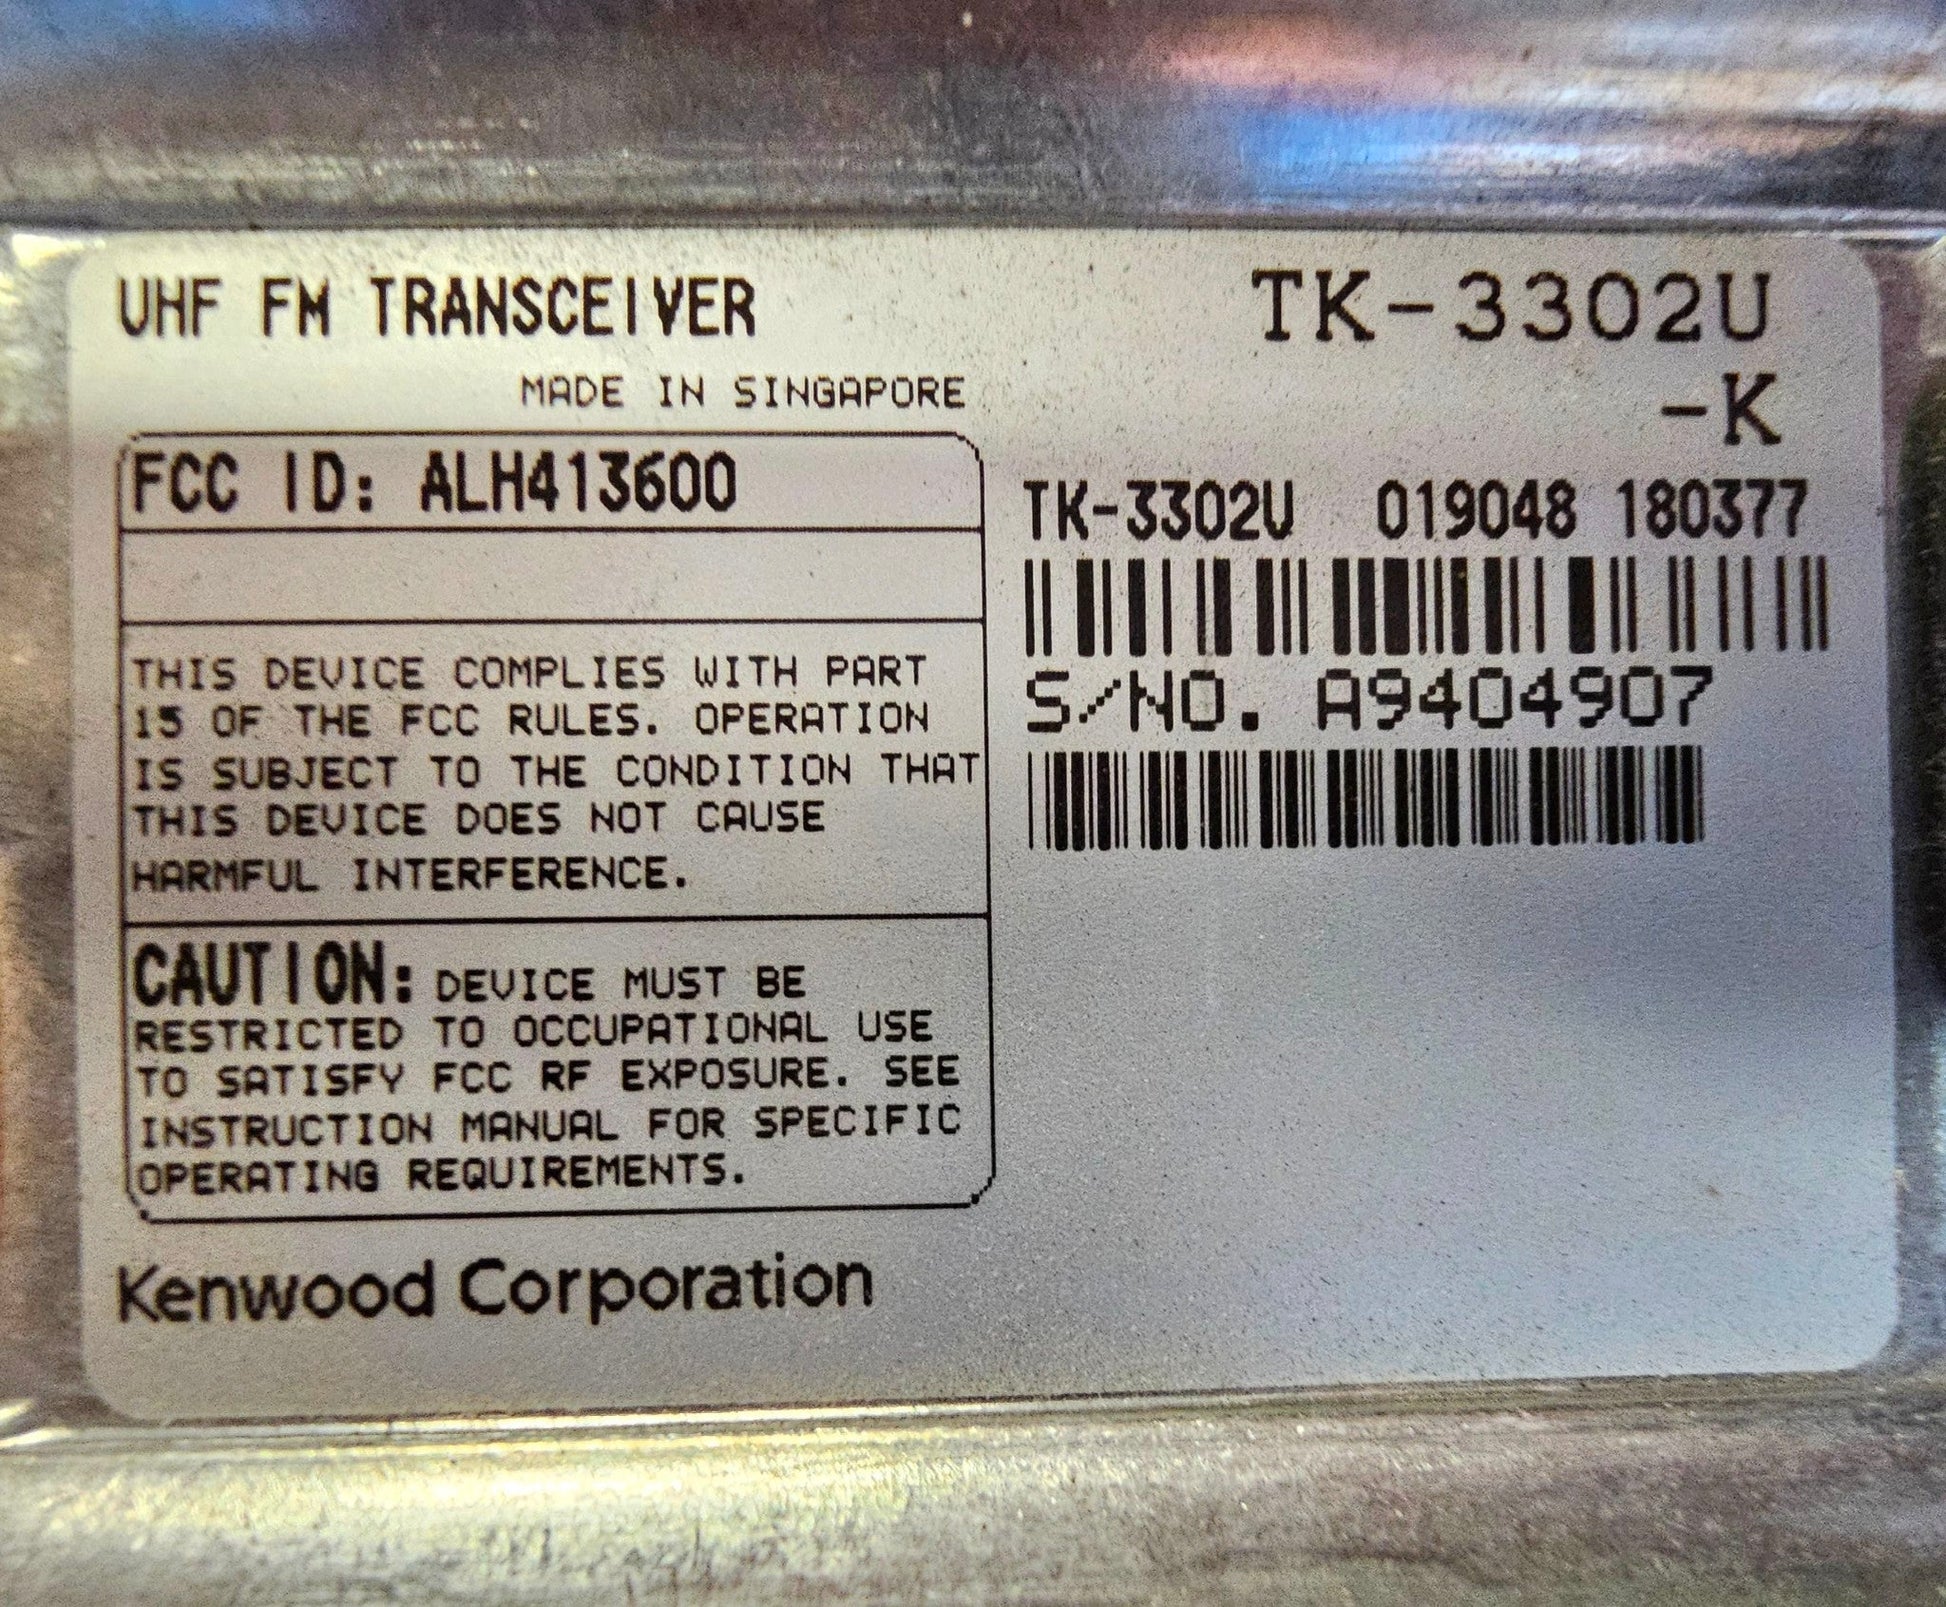 UHF FM TRANSCEIVER
MADE IN SINGAPORE
FCC ID: ALH413600
THIS DEVICE COMPLIES WITH PART
15 OF THE FCC RULES. OPERATION
IS SUBJECT TO THE CONDITION THAT
THIS DEVICE DOES NOT CAUSE
HARMFUL INTERFERENCE.
CAUTION: DEVICE MUST BE
RESTRICTED TO OCCUPATIONAL USE
TO SATISFY FCC RF EXPOSURE. SEE
INSTRUCTION MANUAL FOR SPECIFIC
OPERATING REQUIREMENTS.
Kenwood Corporation
TK-3302U
-K
TK-3302U 019048 180377
S/NO. A9404907